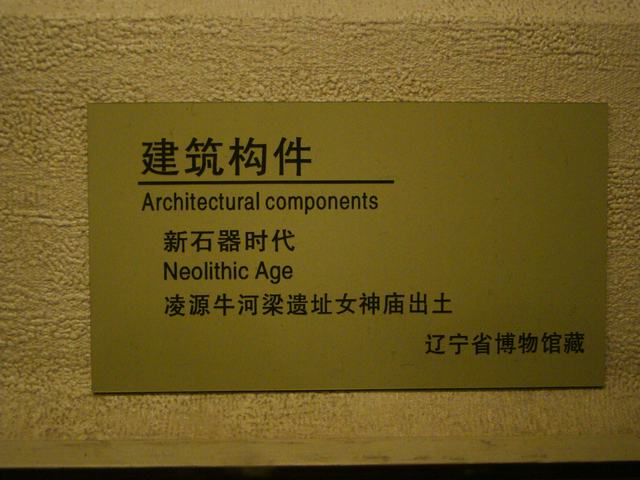 建筑构件
Architectural components
新石器时代
Neolithic Age
凌源牛河梁遗址女神庙出土
辽宁省博物馆藏